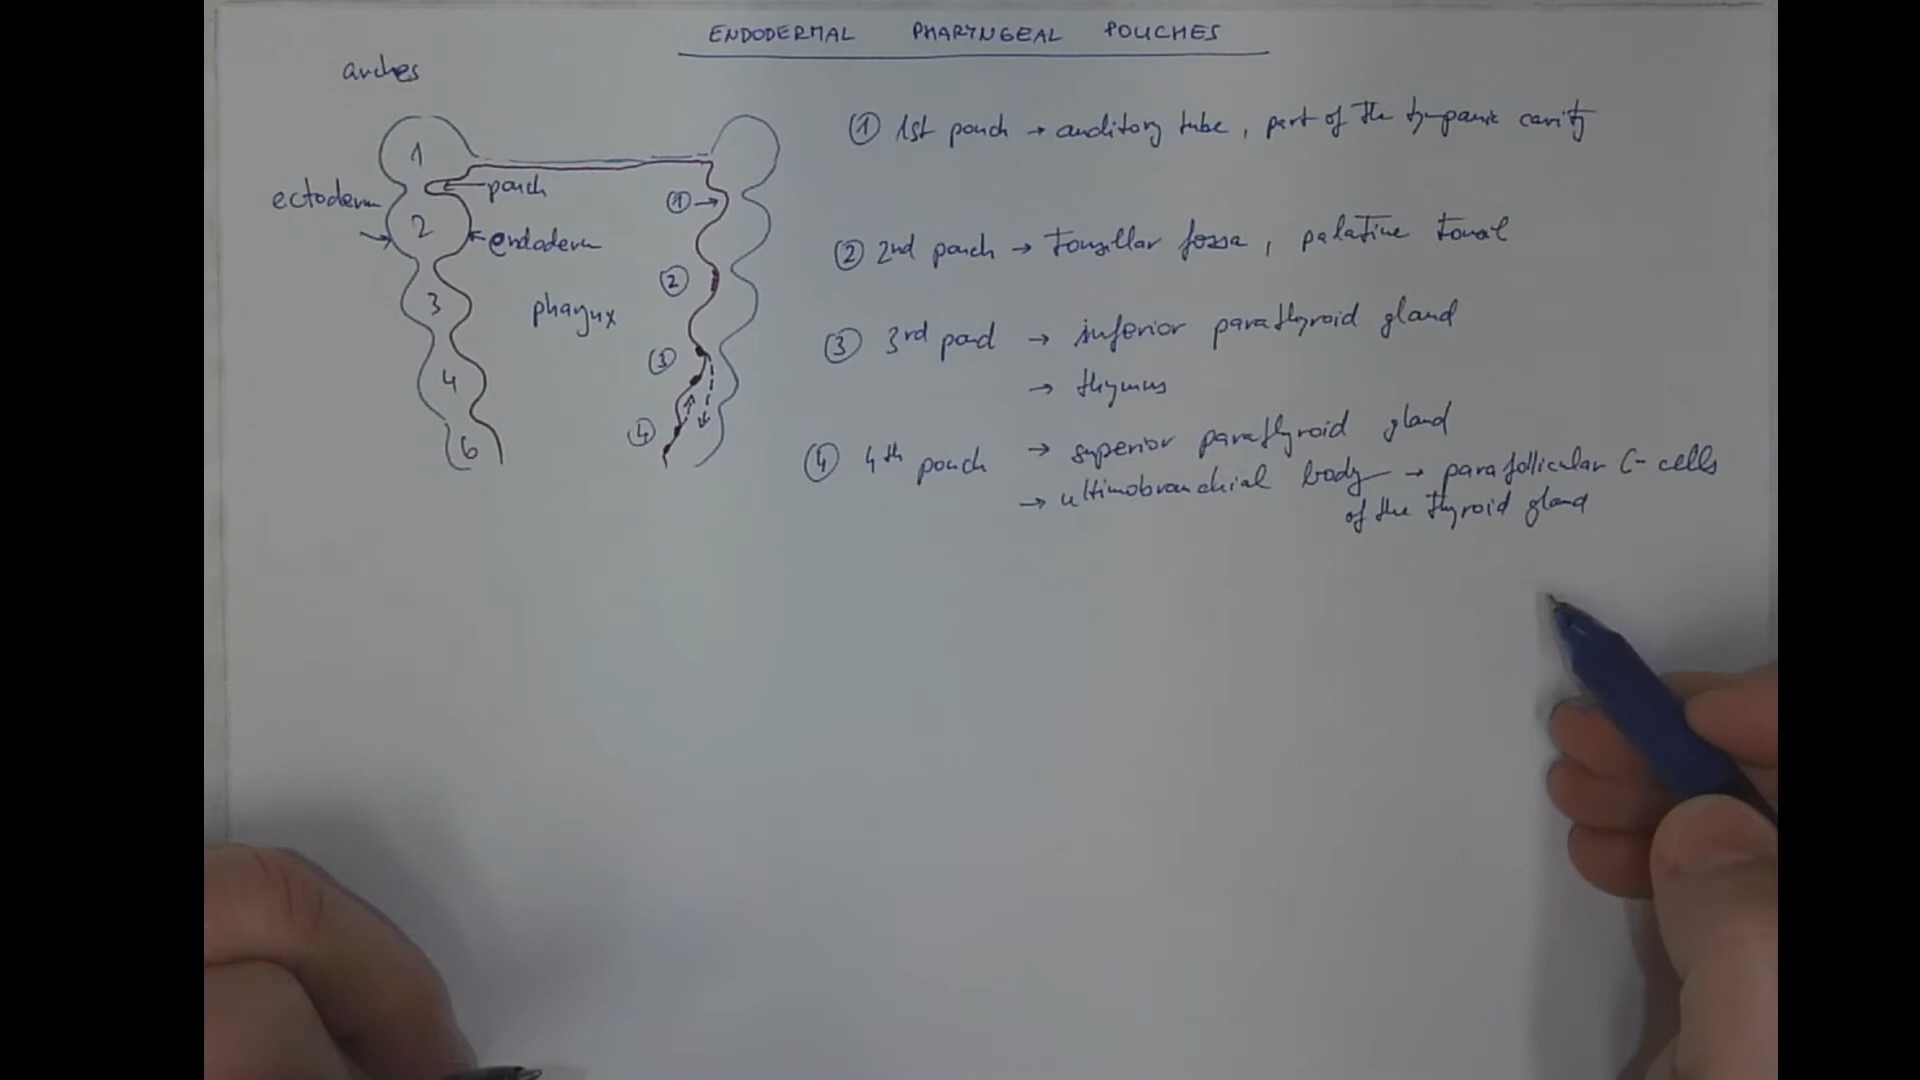 ENDODERMAL PHARYNGEAL POUCHES
arches
1
2
3
4
6
ectoderm
pouch
endoderm
pharynx
1
2
3
4
1 1st pouch → auditory tube, part of the tympanic cavity
2 2nd pouch → Tonsillar fossa, palatine tonsil
3 3rd pouch → inferior parathyroid gland
→ thymus
4 4th pouch → superior parathyroid gland
→ ultimobranchial body → parafollicular C-cells
of the thyroid gland